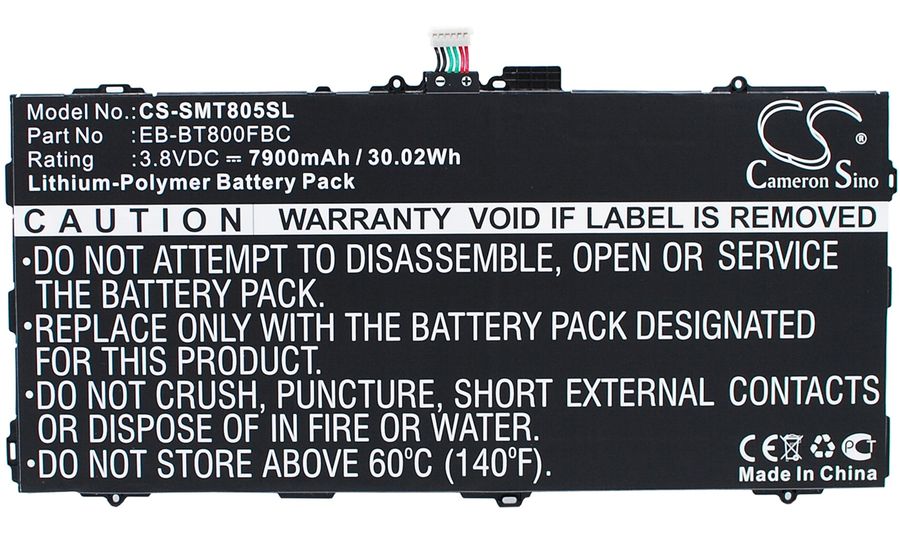 Model No.:CS-SMT805SL
Part No :EB-BT800FBC
Rating :3.8VDC ⎓ 7900mAh / 30.02Wh
Lithium-Polymer Battery Pack
CS
Cameron Sino
CAUTION WARRANTY VOID IF LABEL IS REMOVED
•DO NOT ATTEMPT TO DISASSEMBLE, OPEN OR SERVICE
THE BATTERY PACK.
•REPLACE ONLY WITH THE BATTERY PACK DESIGNATED
FOR THIS PRODUCT.
•DO NOT CRUSH, PUNCTURE, SHORT EXTERNAL CONTACTS
OR DISPOSE OF IN FIRE OR WATER.
•DO NOT STORE ABOVE 60°C (140°F).
CE PCT
Made In China